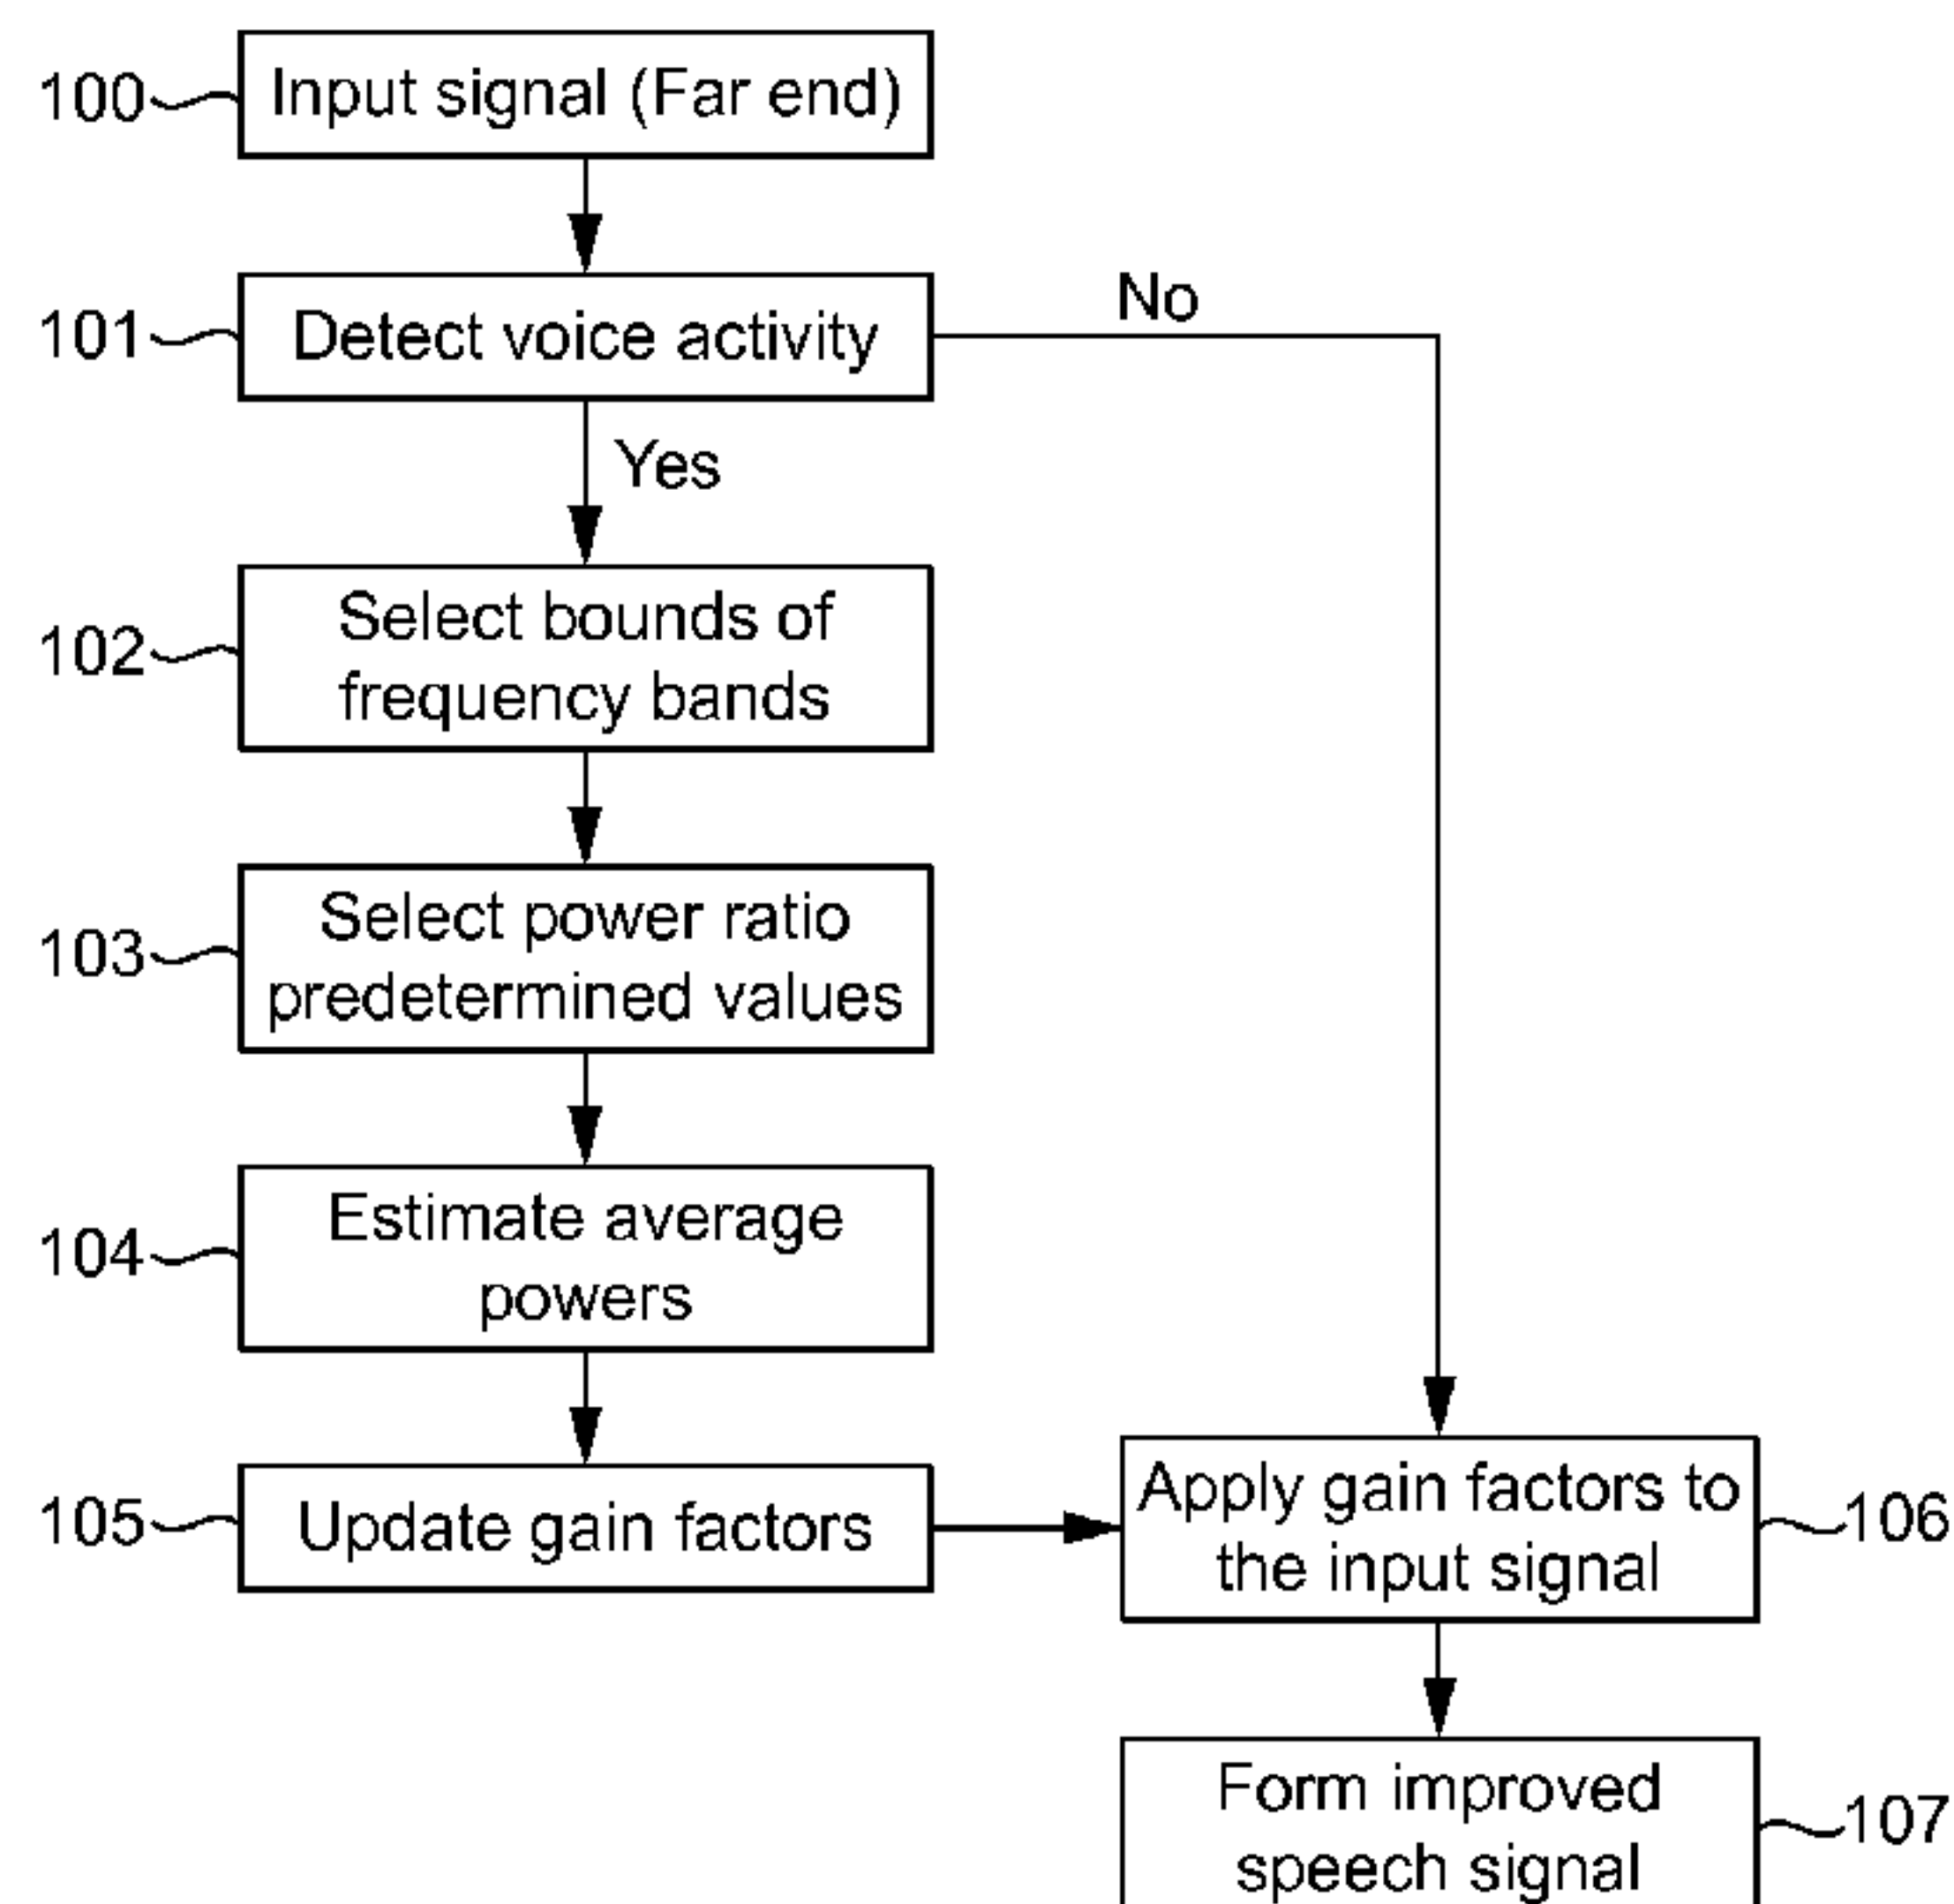 100
Input signal (Far end)
101
Detect voice activity
No
Yes
102
Select bounds of
frequency bands
103
Select power ratio
predetermined values
104
Estimate average
powers
105
Update gain factors
Apply gain factors to
the input signal
106
Form improved
speech signal
107